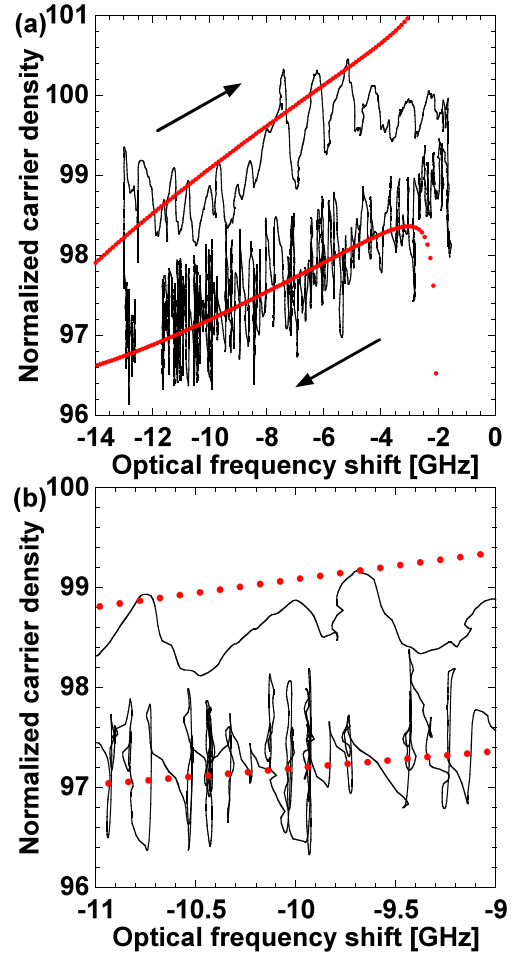 (a)
Normalized carrier density
101
100
99
98
97
96
-14 -12 -10 -8 -6 -4 -2 0
Optical frequency shift [GHz]
(b)
Normalized carrier density
100
99
98
97
96
-11 -10.5 -10 -9.5 -9
Optical frequency shift [GHz]